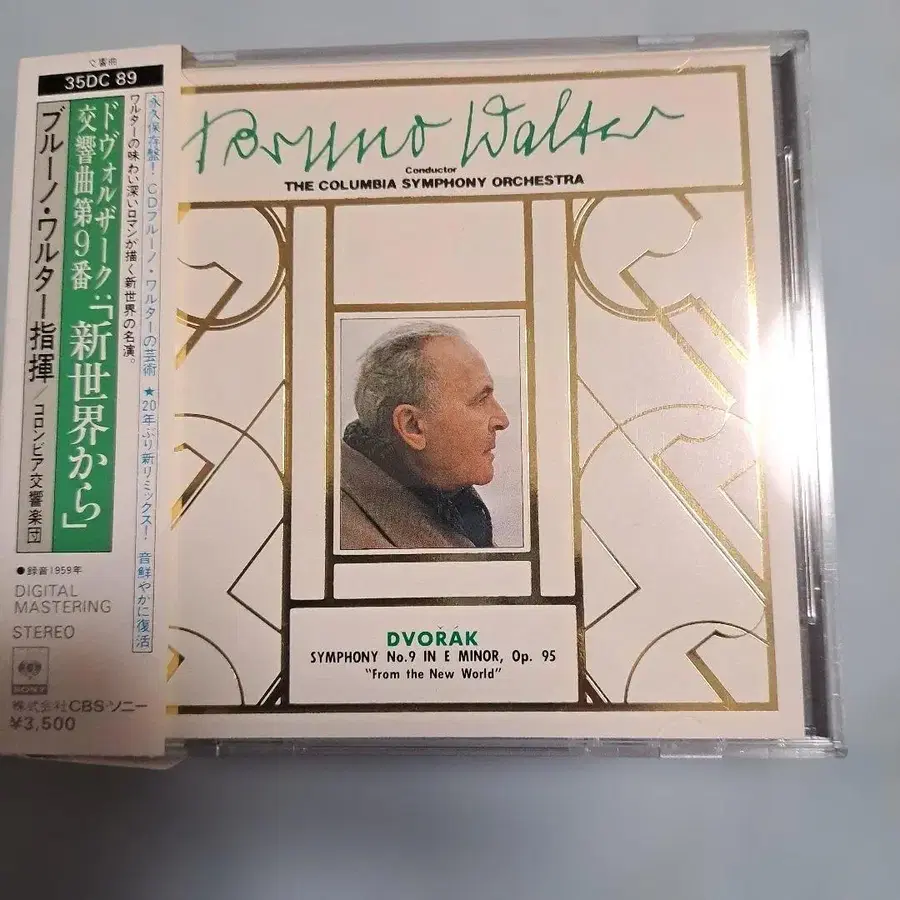 交響曲
35DC 89
ドヴォルザーク:
交響曲第9番「新世界から」
ブルーノ・ワルター指揮/コロンビア交響楽団
永久保存盤!CDブルーノ・ワルターの芸術 ★20年ぶり新リミックス! 音鮮やかに復活
ワルターの味わい深いロマンが描く新世界の名演。
●録音1959年
DIGITAL
MASTERING
STEREO
CBS
SONY
株式会社CBS・ソニー
¥3,500
Bruno Walter
Conductor
THE COLUMBIA SYMPHONY ORCHESTRA
DVOŘÁK
SYMPHONY No.9 IN E MINOR, Op. 95
"From the New World"